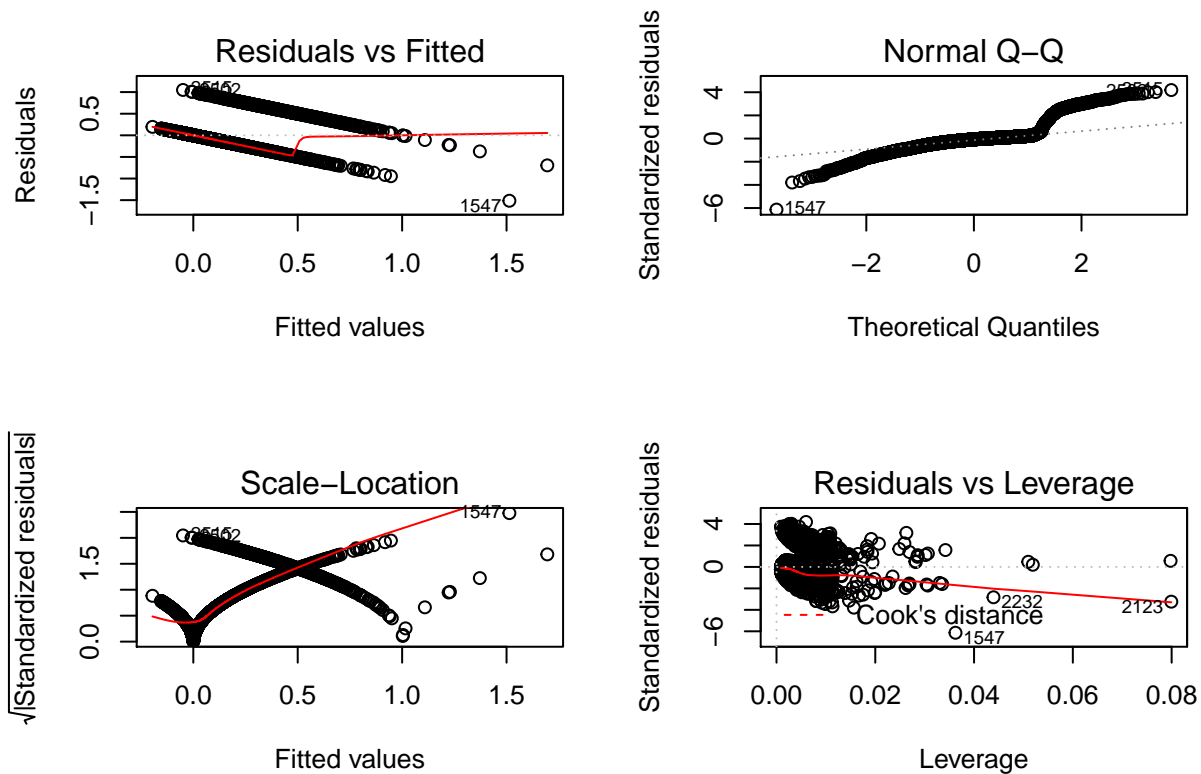 Residuals vs Fitted
Residuals
0.5
−1.5
1547
0.0 0.5 1.0 1.5
Fitted values
Normal Q−Q
Standardized residuals
4
0
−6
1547
−2 0 2
Theoretical Quantiles
Scale−Location
√|Standardized residuals|
1.5
0.0
1547
0.0 0.5 1.0 1.5
Fitted values
Residuals vs Leverage
Standardized residuals
4
0
−6
2232
2123
Cook's distance
1547
0.00 0.02 0.04 0.06 0.08
Leverage